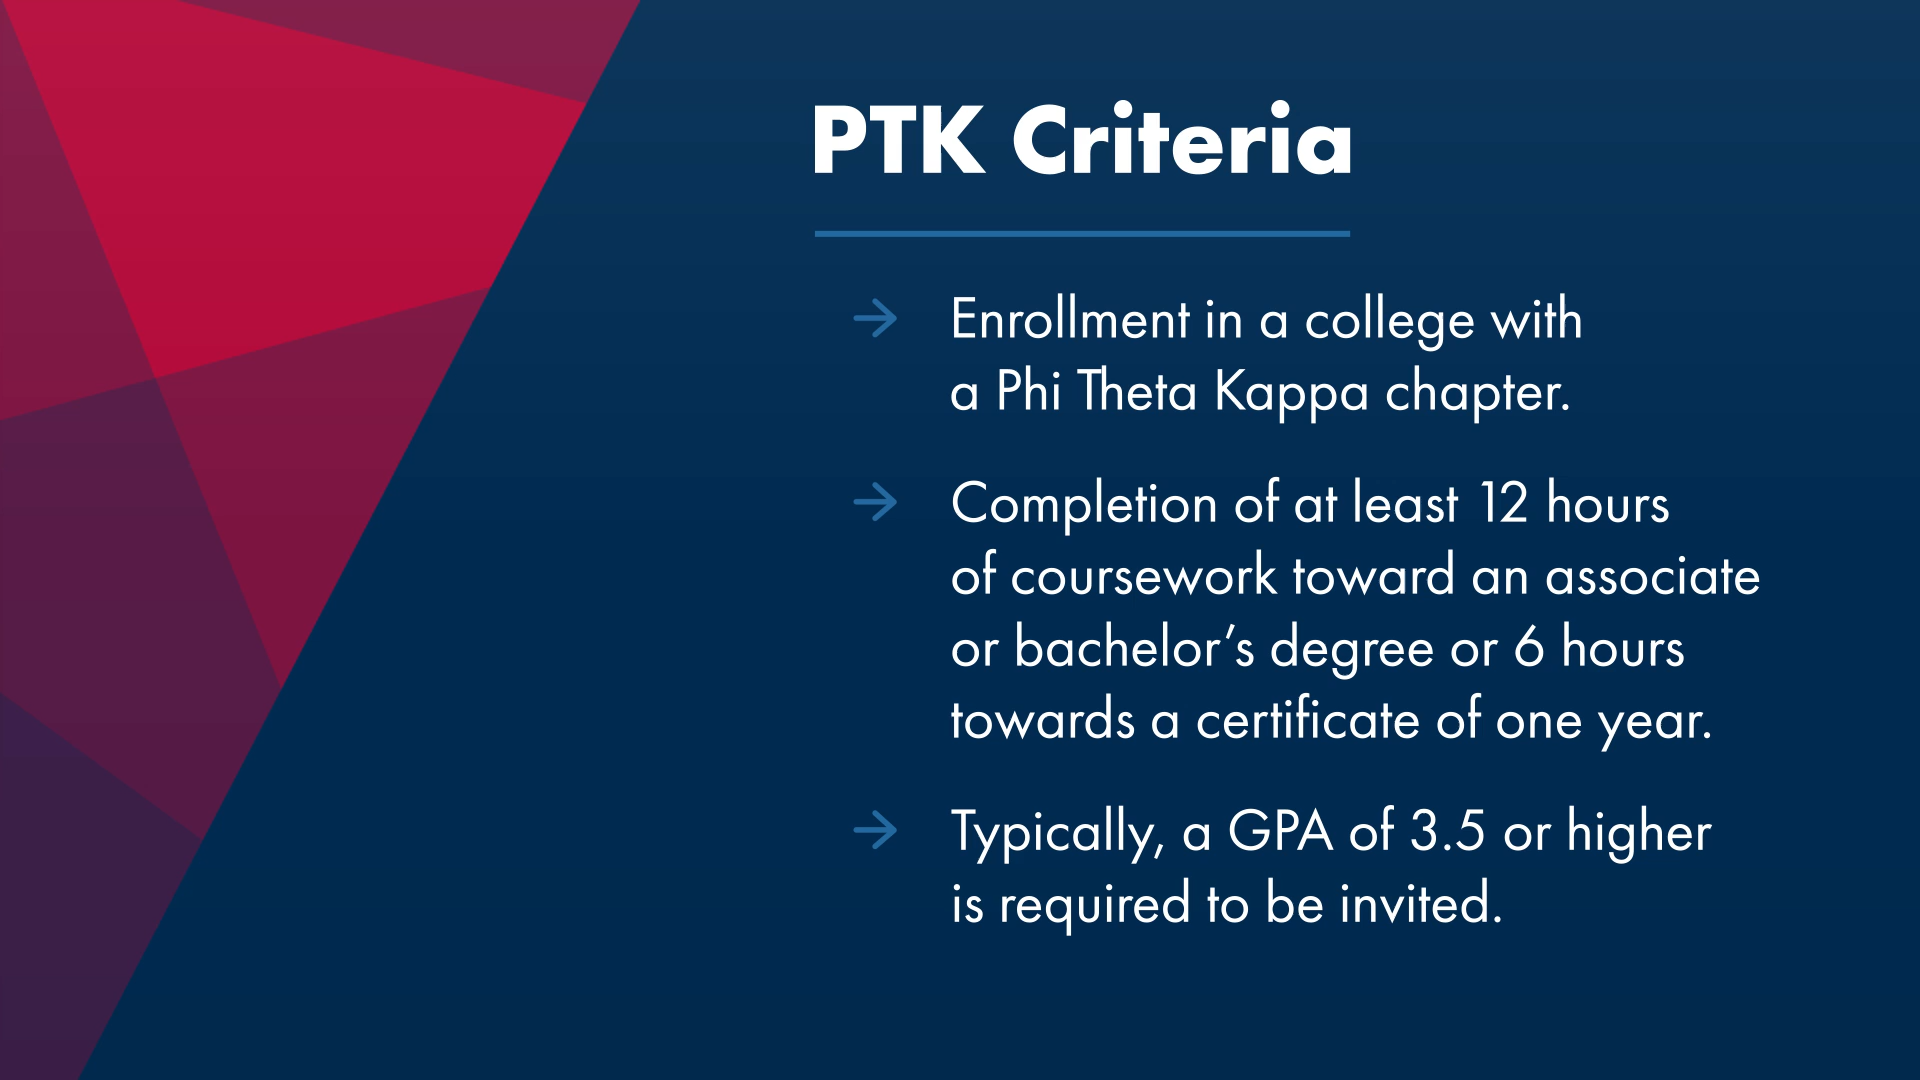 PTK Criteria
Enrollment in a college with
a Phi Theta Kappa chapter.
Completion of at least 12 hours
of coursework toward an associate
or bachelor’s degree or 6 hours
towards a certificate of one year.
Typically, a GPA of 3.5 or higher
is required to be invited.